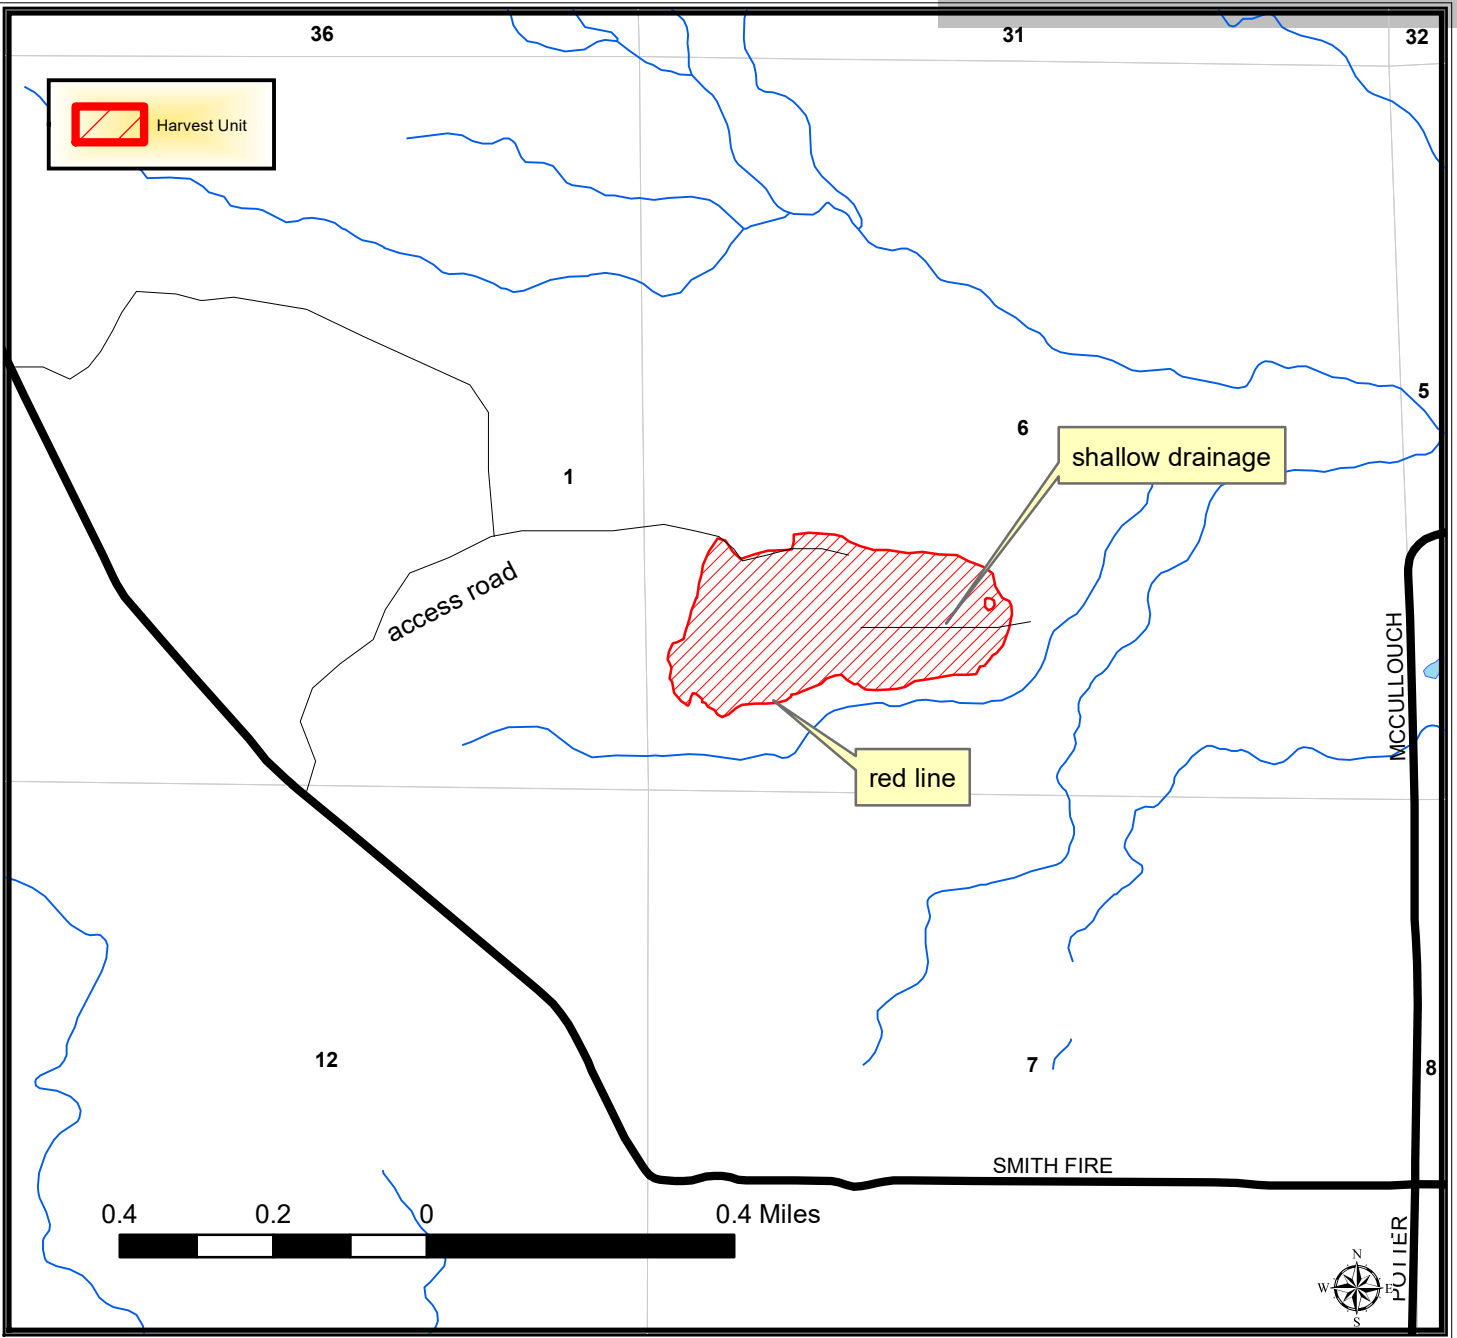 36
31
32
Harvest Unit
5
6
shallow drainage
1
access road
MCCULLOUCH
red line
12
7
8
SMITH FIRE
0.4 0.2 0 0.4 Miles
POTTER
N
W E
S